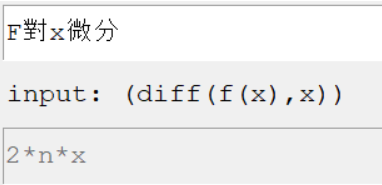 F對x微分
input: (diff(f(x),x))
2*n*x